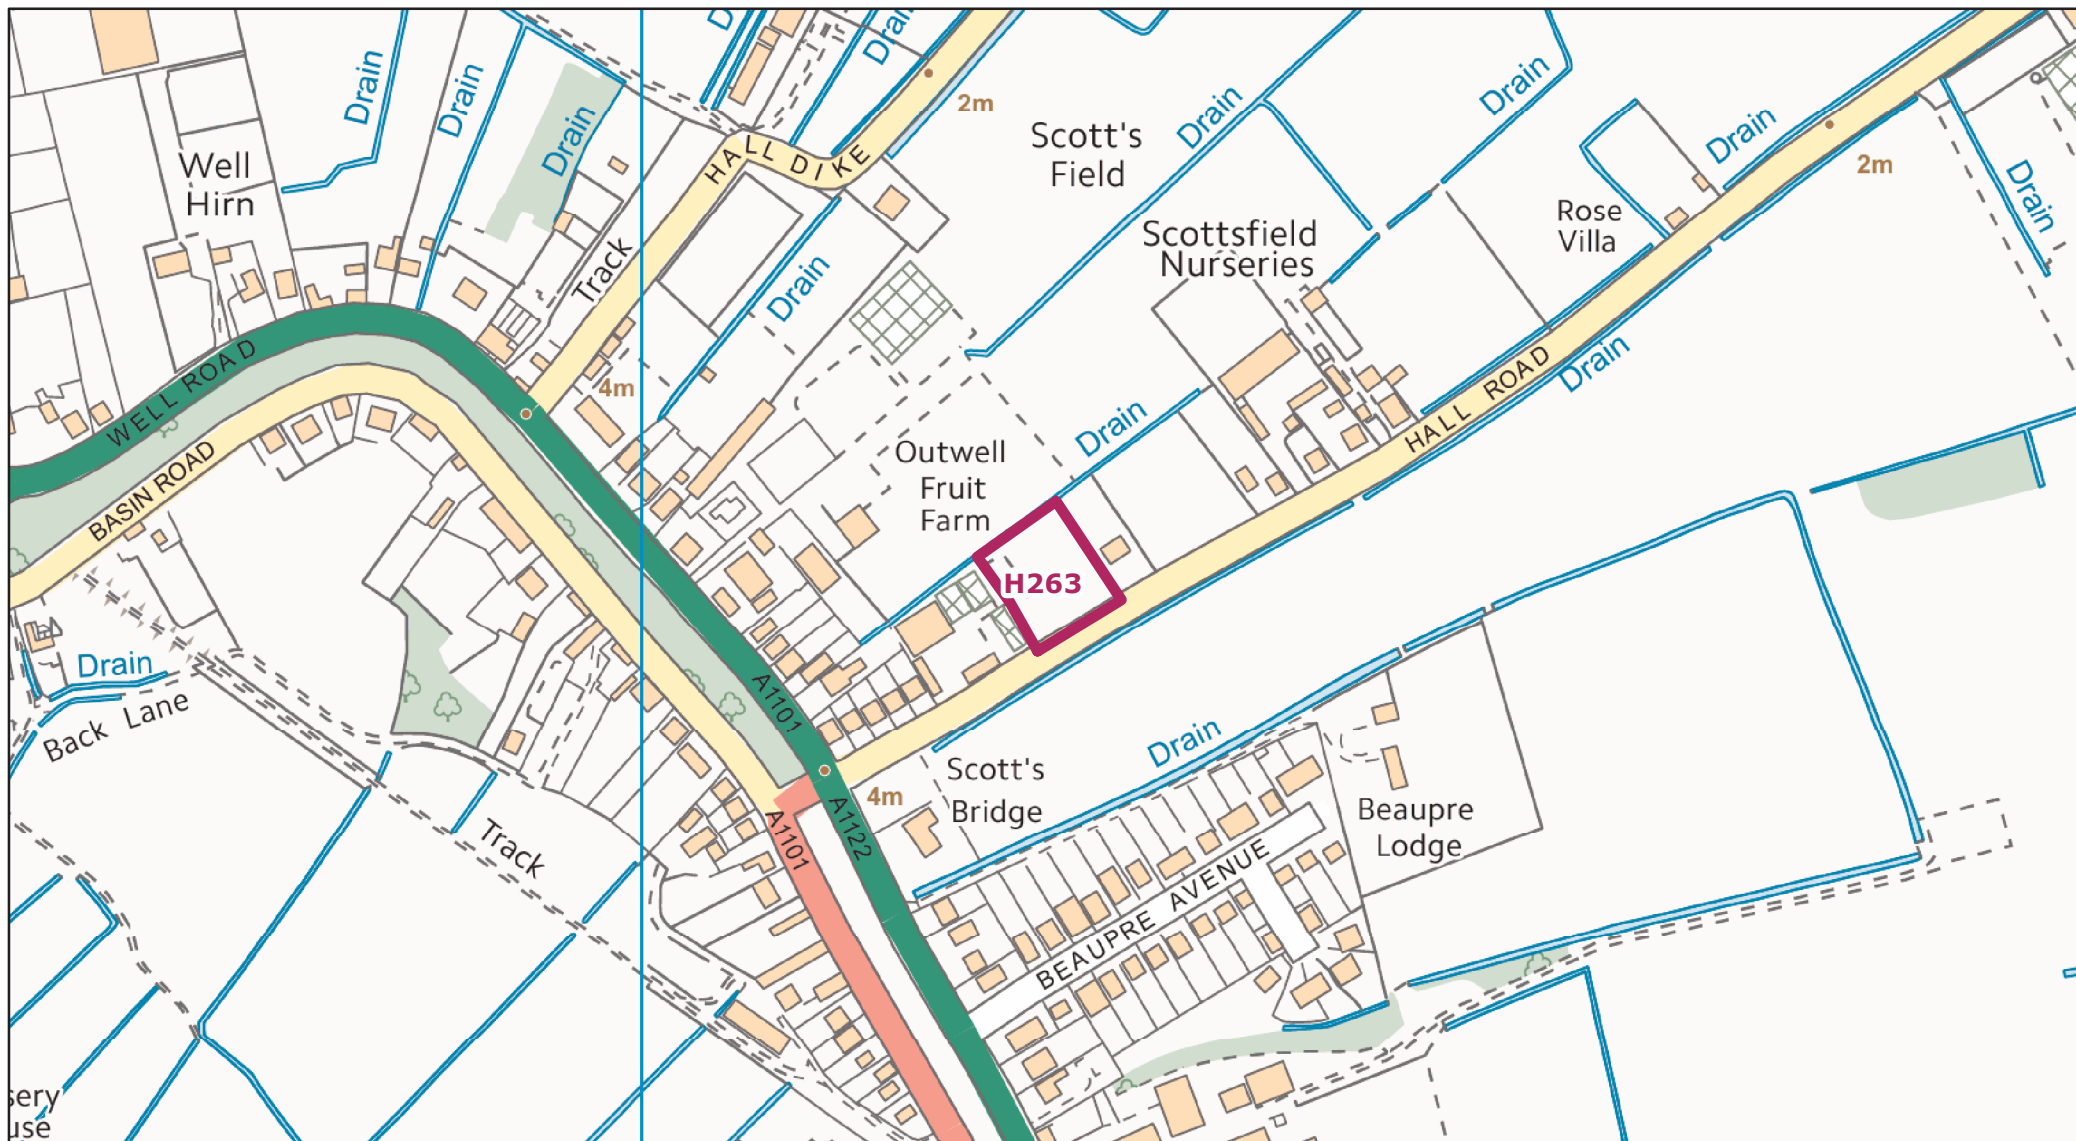 D
Drain
Drain
Drain
Drain
2m
Drain
Drain
Drain
2m
Drain
Scott's
Field
Well
Hirn
HALL DIKE
Rose
Villa
Scottsfield
Nurseries
Track
Drain
WELL ROAD
4m
HALL ROAD
Drain
BASIN ROAD
Drain
Outwell
Fruit
Farm
H263
Drain
Back Lane
A1101
Drain
Scott's
Bridge
4m
A1101
A1122
Track
Beaupre
Lodge
BEAUPRE AVENUE
sery
use